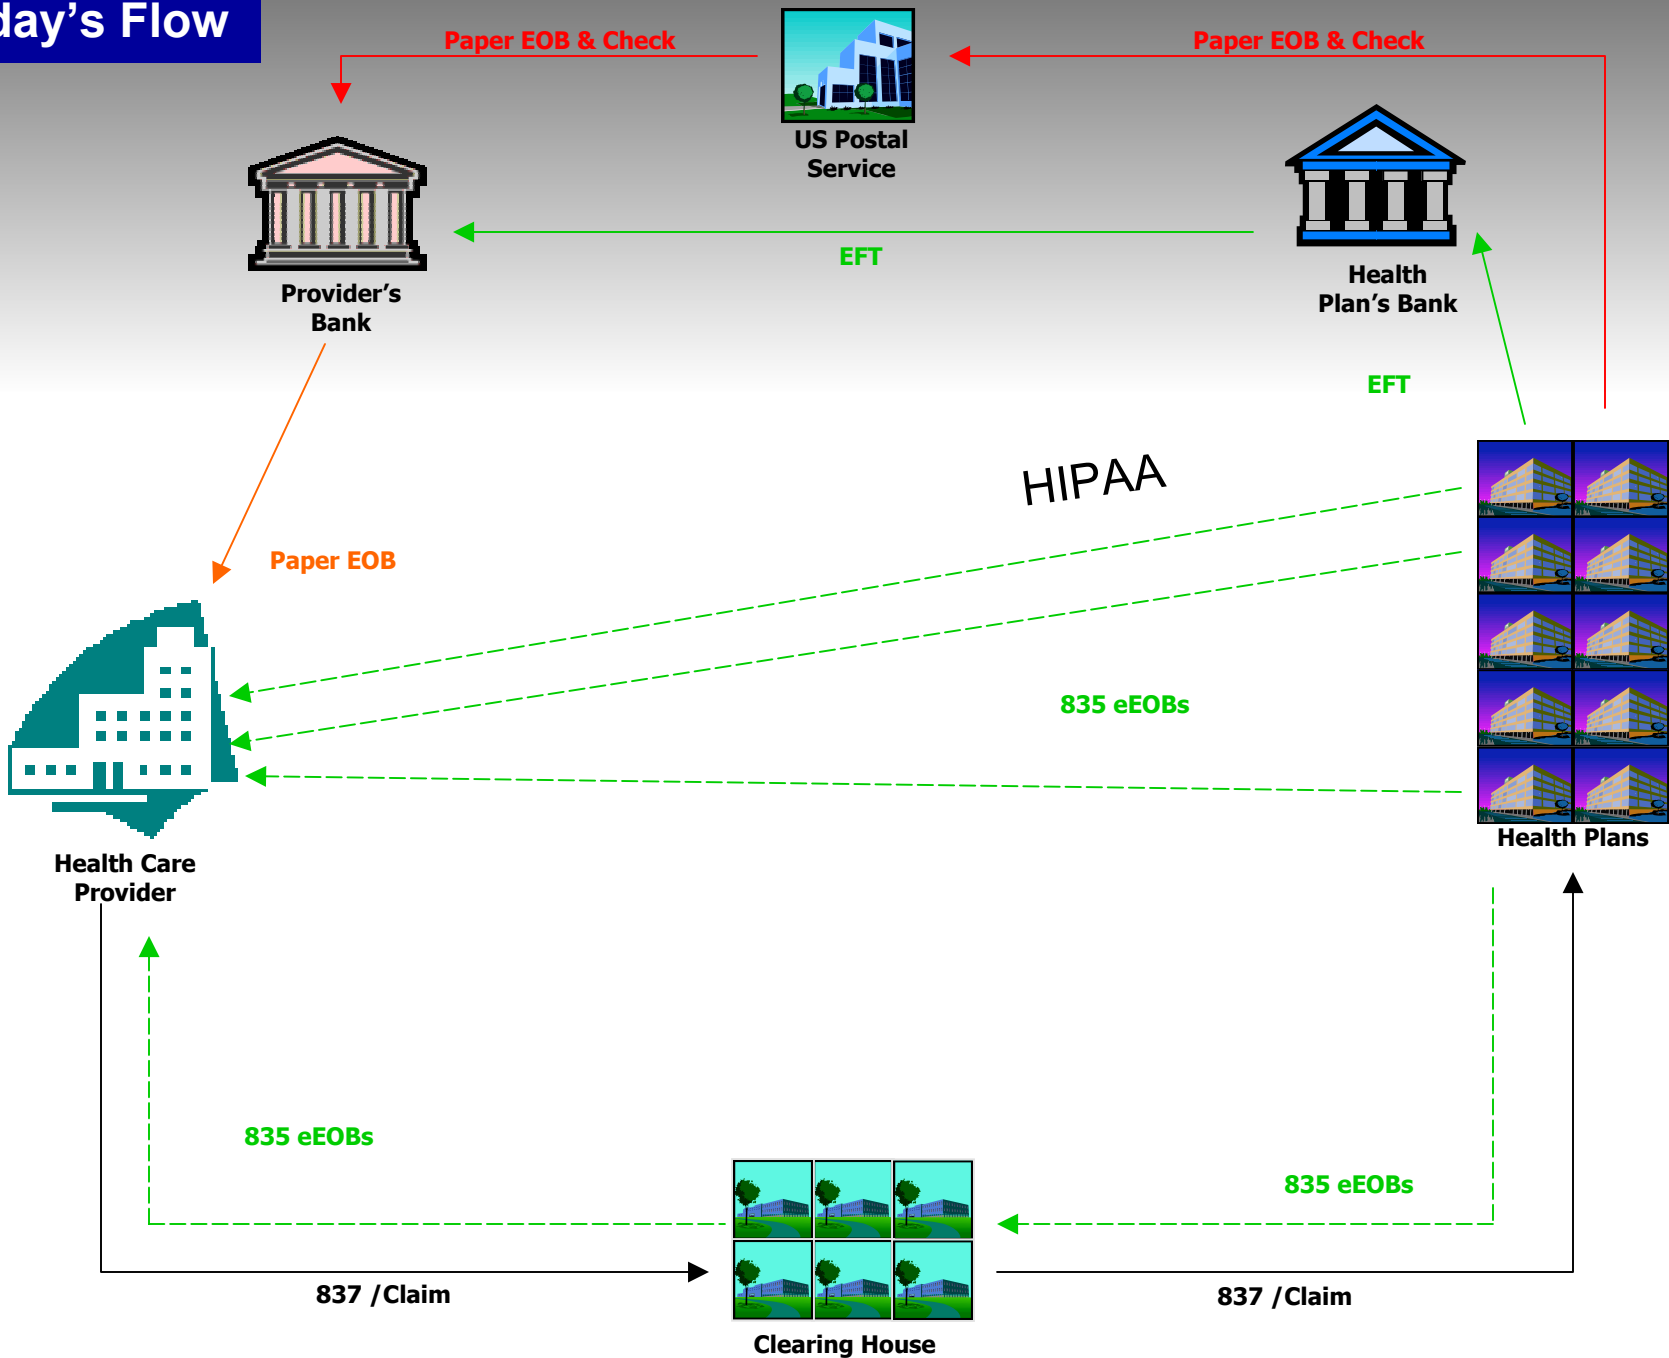 day’s Flow
Paper EOB & Check
Paper EOB & Check
US Postal
Service
EFT
Provider’s
Bank
Health
Plan’s Bank
EFT
HIPAA
Paper EOB
835 eEOBs
Health Plans
Health Care
Provider
835 eEOBs
835 eEOBs
837 /Claim
837 /Claim
Clearing House